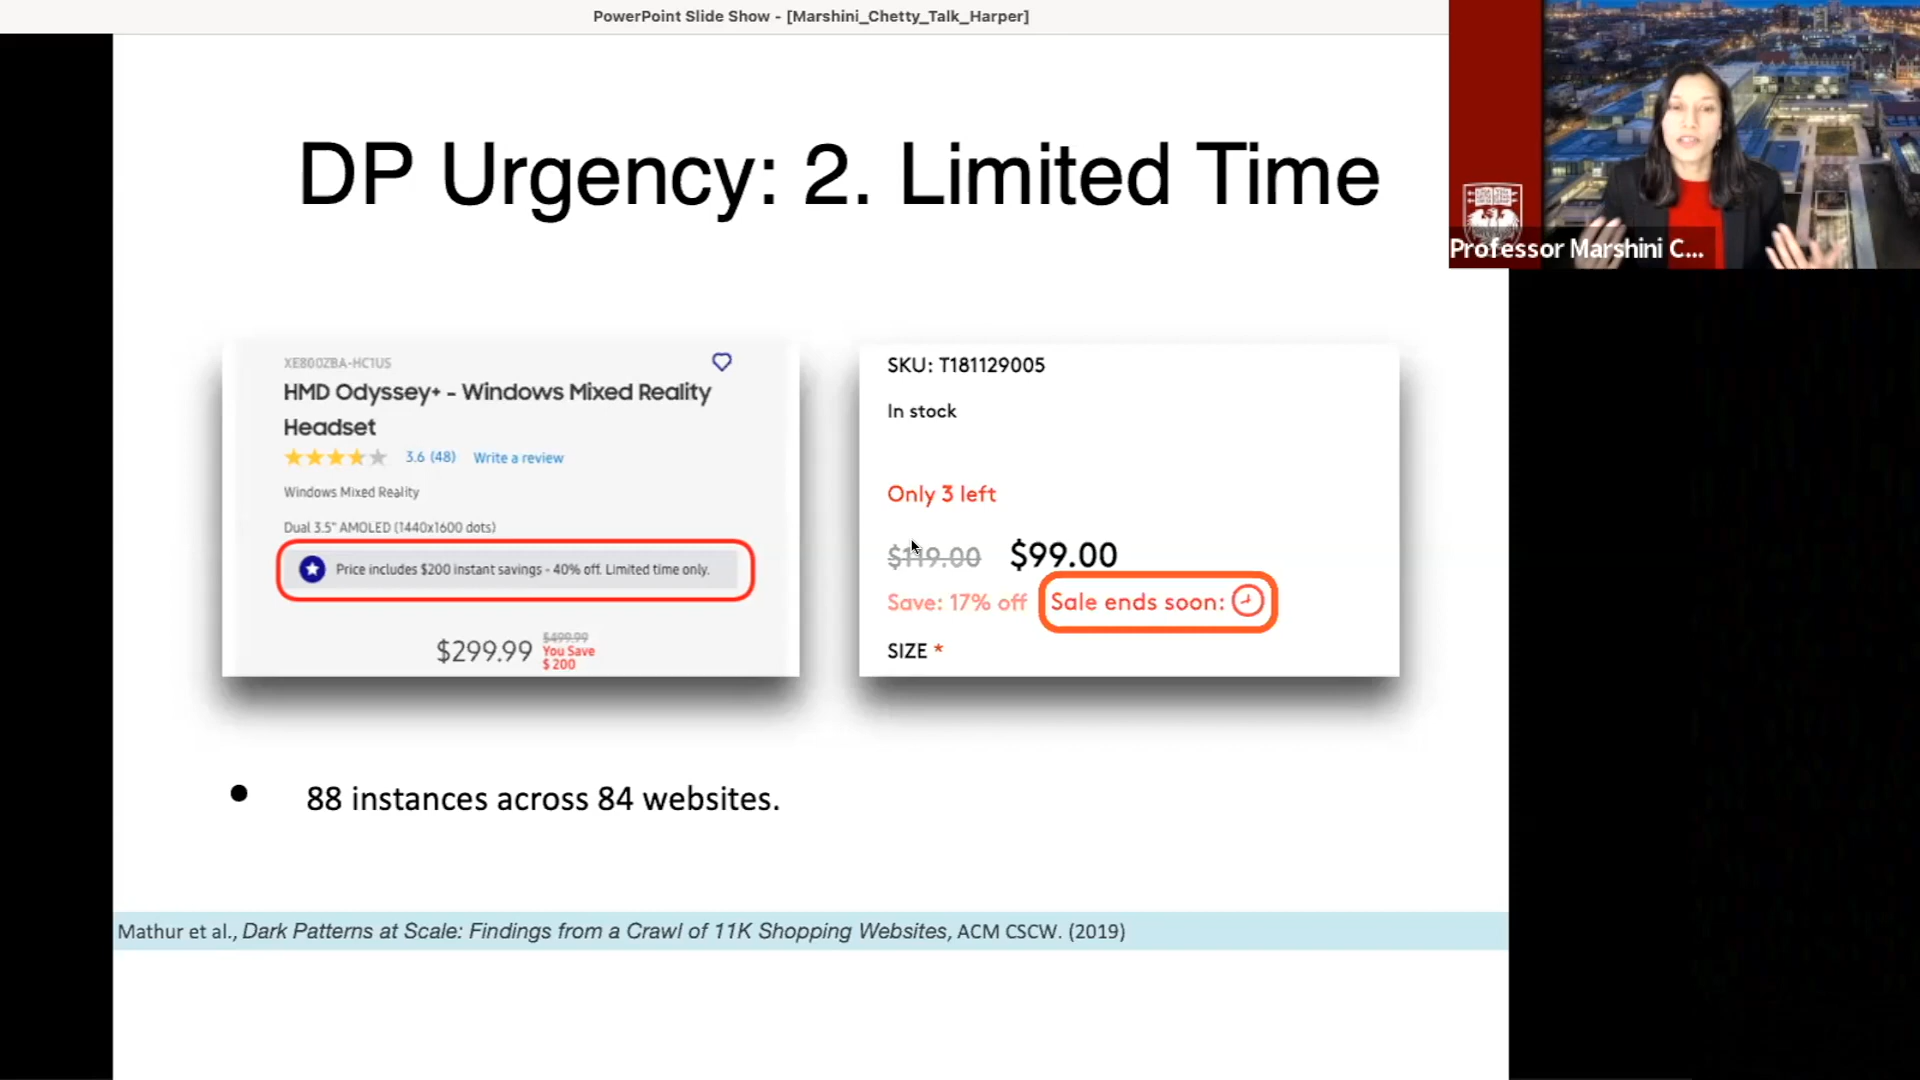 PowerPoint Slide Show - [Marshini_Chetty_Talk_Harper]
DP Urgency: 2. Limited Time
Professor Marshini C...
XE800ZBA-HC1US
HMD Odyssey+ - Windows Mixed Reality
Headset
3.6 (48) Write a review
Windows Mixed Reality
Dual 3.5" AMOLED (1440x1600 dots)
Price includes $200 instant savings - 40% off. Limited time only.
$299.99 $499.99
You Save
$ 200
SKU: T181129005
In stock
Only 3 left
$119.00 $99.00
Save: 17% off Sale ends soon:
SIZE *
• 88 instances across 84 websites.
Mathur et al., Dark Patterns at Scale: Findings from a Crawl of 11K Shopping Websites, ACM CSCW. (2019)